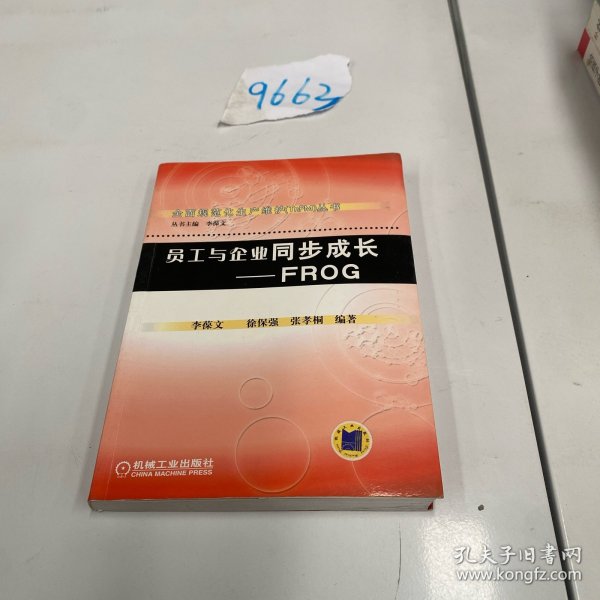 9662
全面规范化生产维护(TnPM)丛书
丛书主编 李葆文
员工与企业同步成长
——FROG
李葆文 徐保强 张孝桐 编著
机械工业出版社
CHINA MACHINE PRESS
孔夫子旧书网
www.kongfz.com